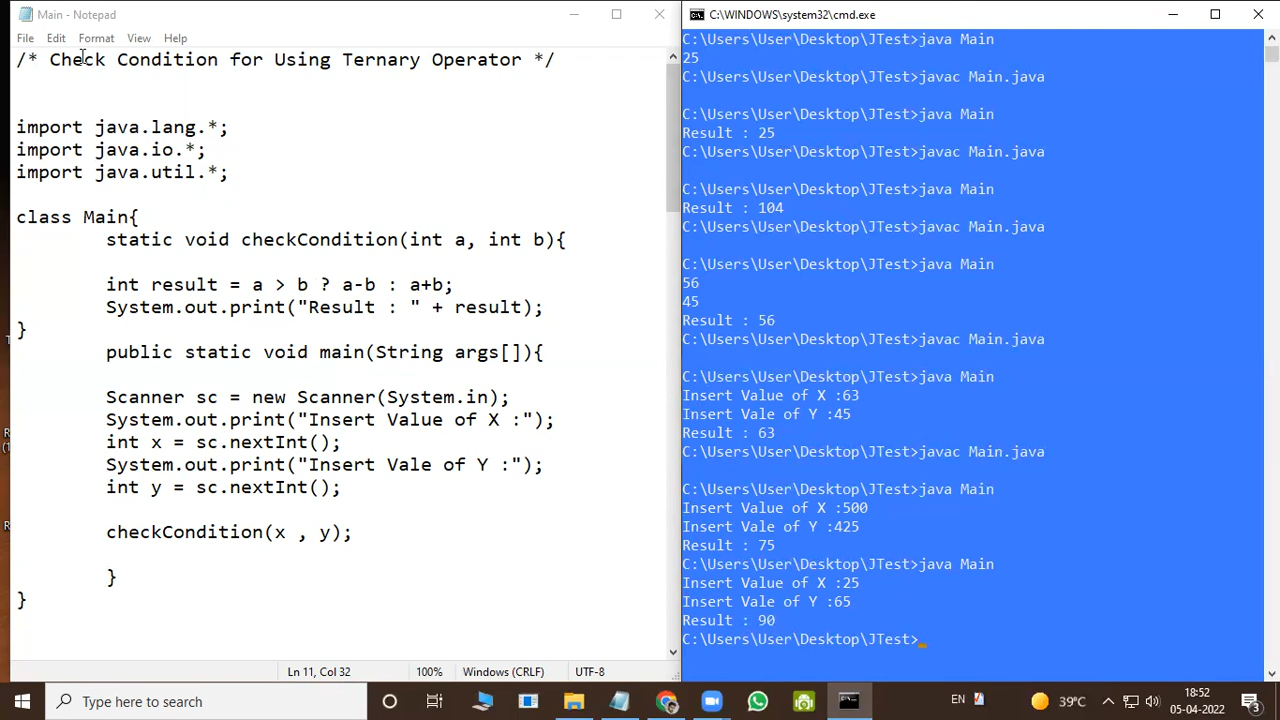 Main - Notepad
File Edit Format View Help
/* Check Condition for Using Ternary Operator */
import java.lang.*;
import java.io.*;
import java.util.*;
class Main{
static void checkCondition(int a, int b){
int result = a > b ? a-b : a+b;
System.out.print("Result : " + result);
}
public static void main(String args[]){
Scanner sc = new Scanner(System.in);
System.out.print("Insert Value of X :");
int x = sc.nextInt();
System.out.print("Insert Vale of Y :");
int y = sc.nextInt();
checkCondition(x , y);
}
}
Ln 11, Col 32 100% Windows (CRLF) UTF-8
C:\WINDOWS\system32\cmd.exe
C:\Users\User\Desktop\JTest>java Main
25
C:\Users\User\Desktop\JTest>javac Main.java
C:\Users\User\Desktop\JTest>java Main
Result : 25
C:\Users\User\Desktop\JTest>javac Main.java
C:\Users\User\Desktop\JTest>java Main
Result : 104
C:\Users\User\Desktop\JTest>javac Main.java
C:\Users\User\Desktop\JTest>java Main
56
45
Result : 56
C:\Users\User\Desktop\JTest>javac Main.java
C:\Users\User\Desktop\JTest>java Main
Insert Value of X :63
Insert Vale of Y :45
Result : 63
C:\Users\User\Desktop\JTest>javac Main.java
C:\Users\User\Desktop\JTest>java Main
Insert Value of X :500
Insert Vale of Y :425
Result : 75
C:\Users\User\Desktop\JTest>java Main
Insert Value of X :25
Insert Vale of Y :65
Result : 90
C:\Users\User\Desktop\JTest>
Type here to search
EN 39°C 18:52
05-04-2022 3